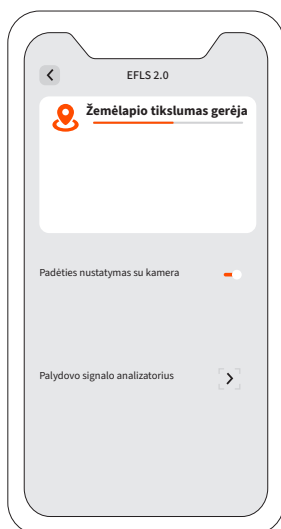 EFLS 2.0
Žemėlapio tikslumas gerėja
Padėties nustatymas su kamera
Palydovo signalo analizatorius